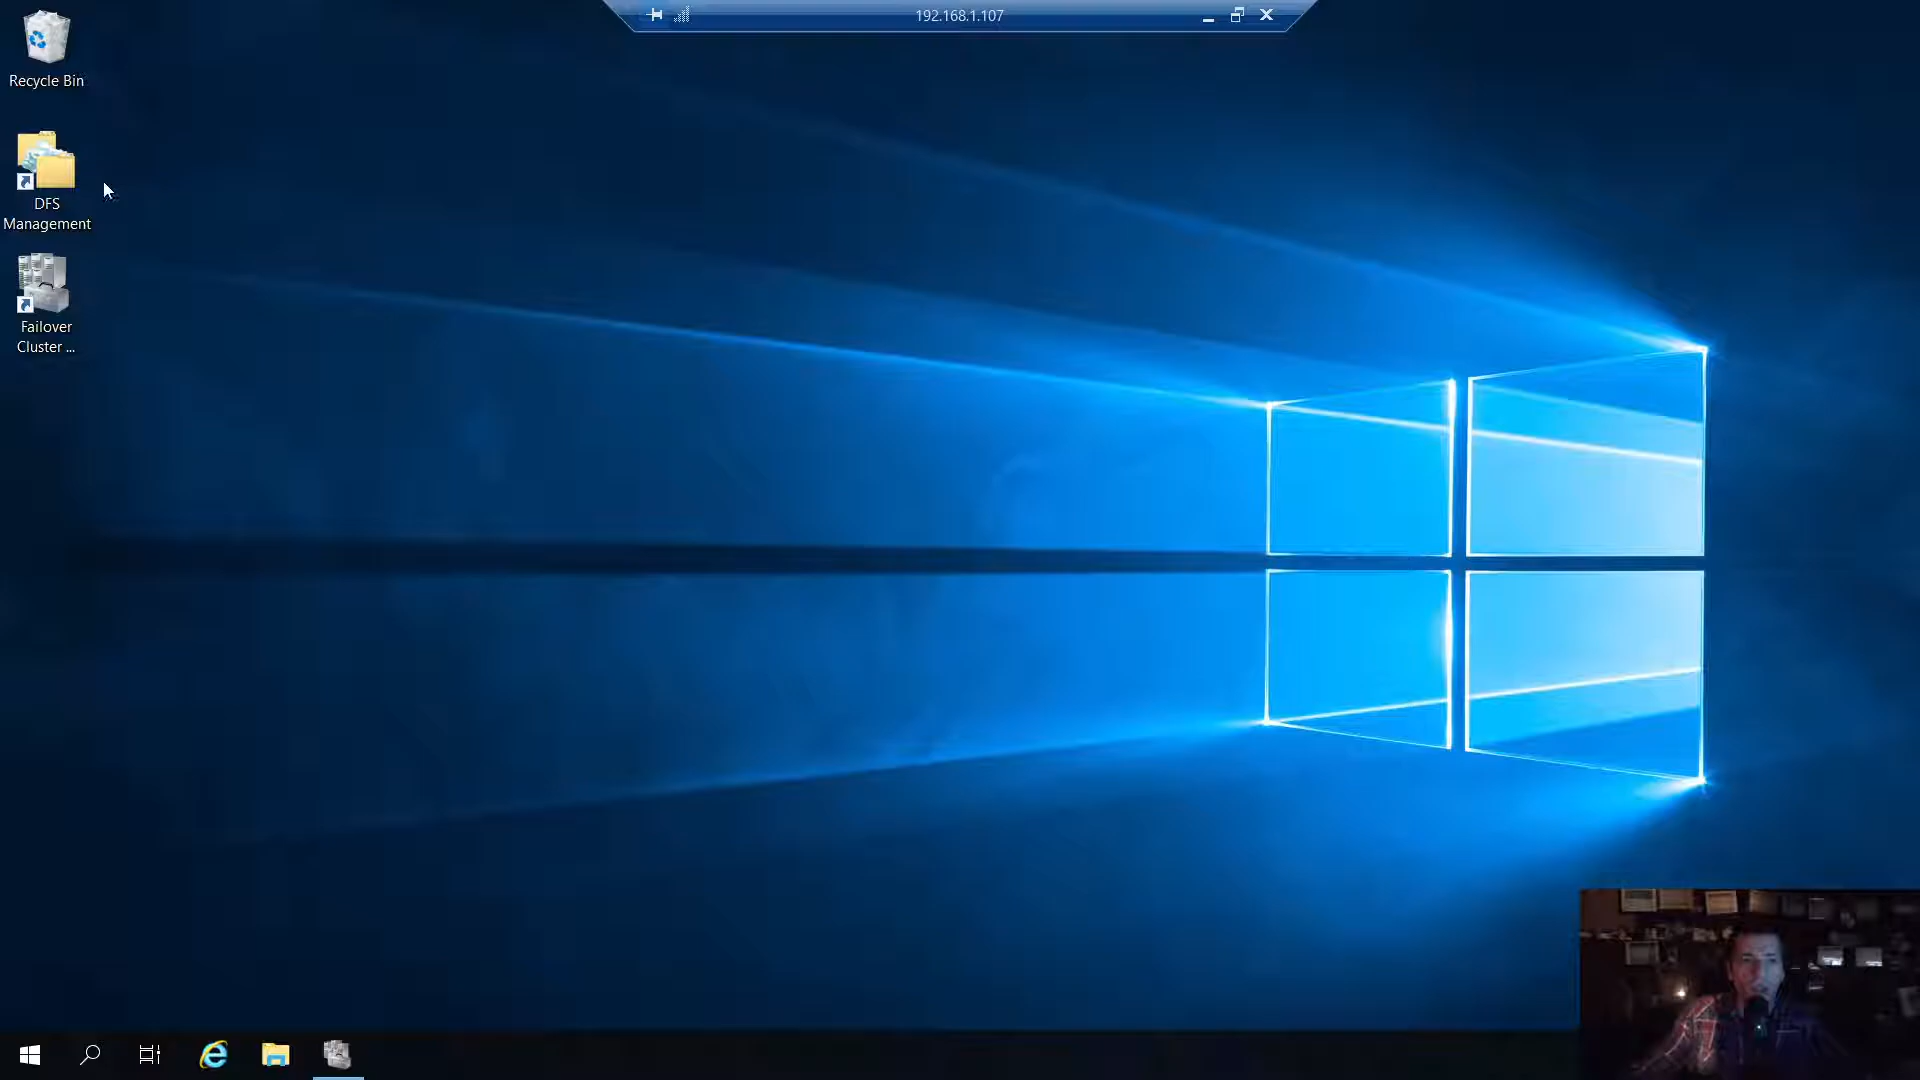 192.168.1.107
Recycle Bin
DFS
Management
Failover
Cluster ...